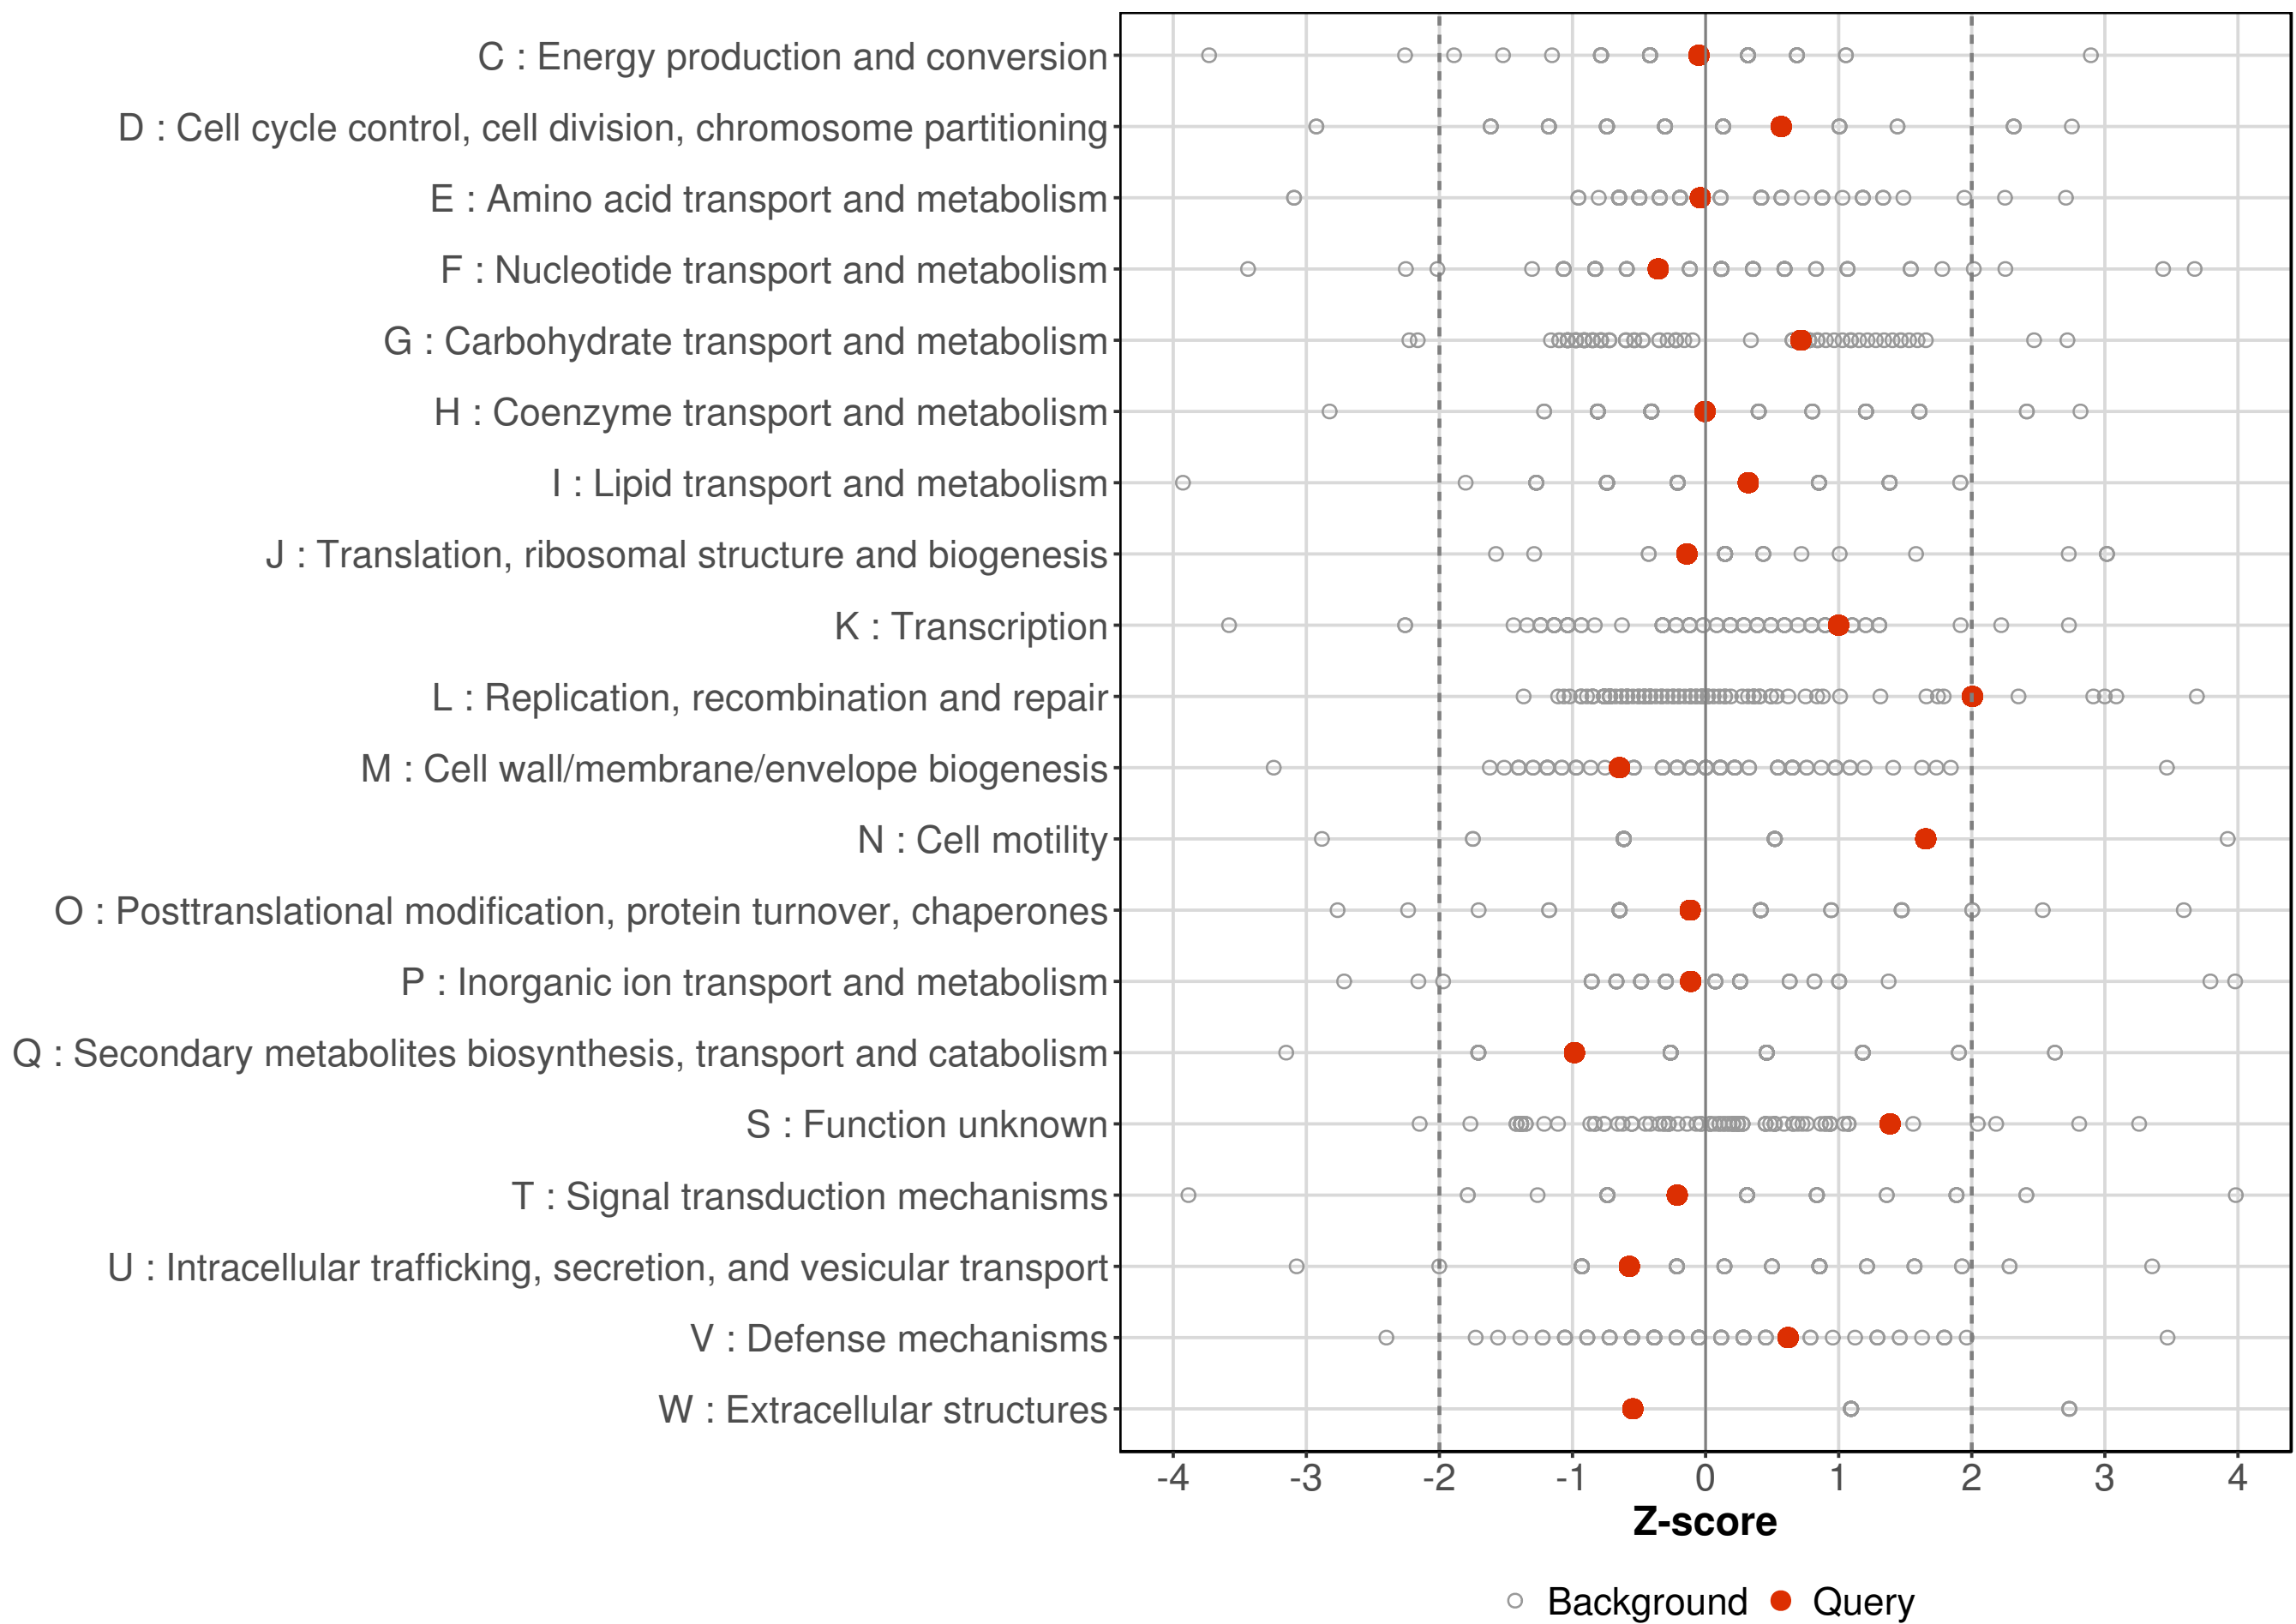 C : Energy production and conversion
D : Cell cycle control, cell division, chromosome partitioning
E : Amino acid transport and metabolism
F : Nucleotide transport and metabolism
G : Carbohydrate transport and metabolism
H : Coenzyme transport and metabolism
I : Lipid transport and metabolism
J : Translation, ribosomal structure and biogenesis
K : Transcription
L : Replication, recombination and repair
M : Cell wall/membrane/envelope biogenesis
N : Cell motility
O : Posttranslational modification, protein turnover, chaperones
P : Inorganic ion transport and metabolism
Q : Secondary metabolites biosynthesis, transport and catabolism
S : Function unknown
T : Signal transduction mechanisms
U : Intracellular trafficking, secretion, and vesicular transport
V : Defense mechanisms
W : Extracellular structures
-4 -3 -2 -1 0 1 2 3 4
Z-score
Background Query